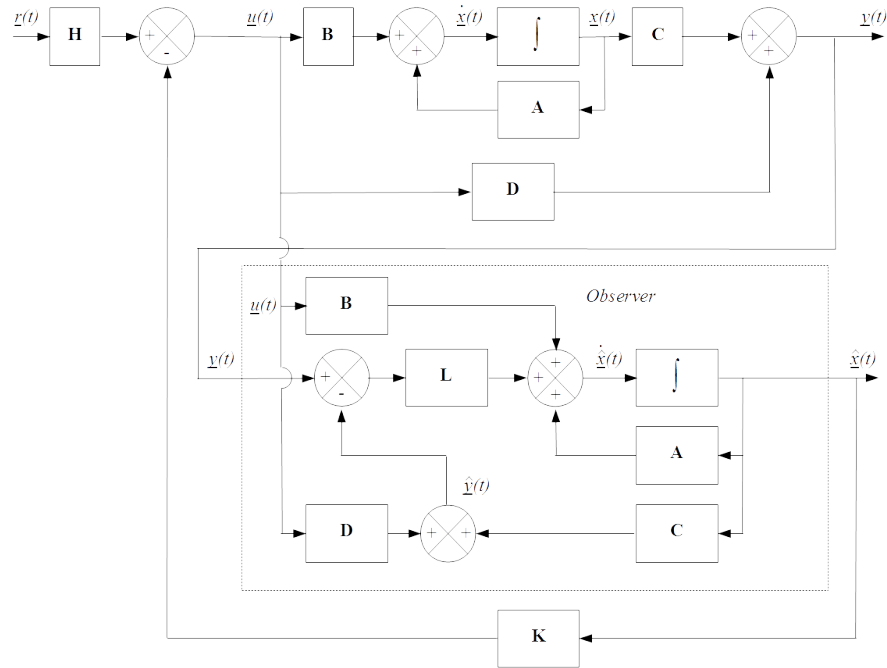 r(t) u(t) ẋ(t) x(t) y(t)
H + - B + + ∫ C + +
A
D
Observer
u(t) B
y(t) + - L + + + x̂̇(t) ∫ x̂(t)
A
ŷ(t)
D + + C
K